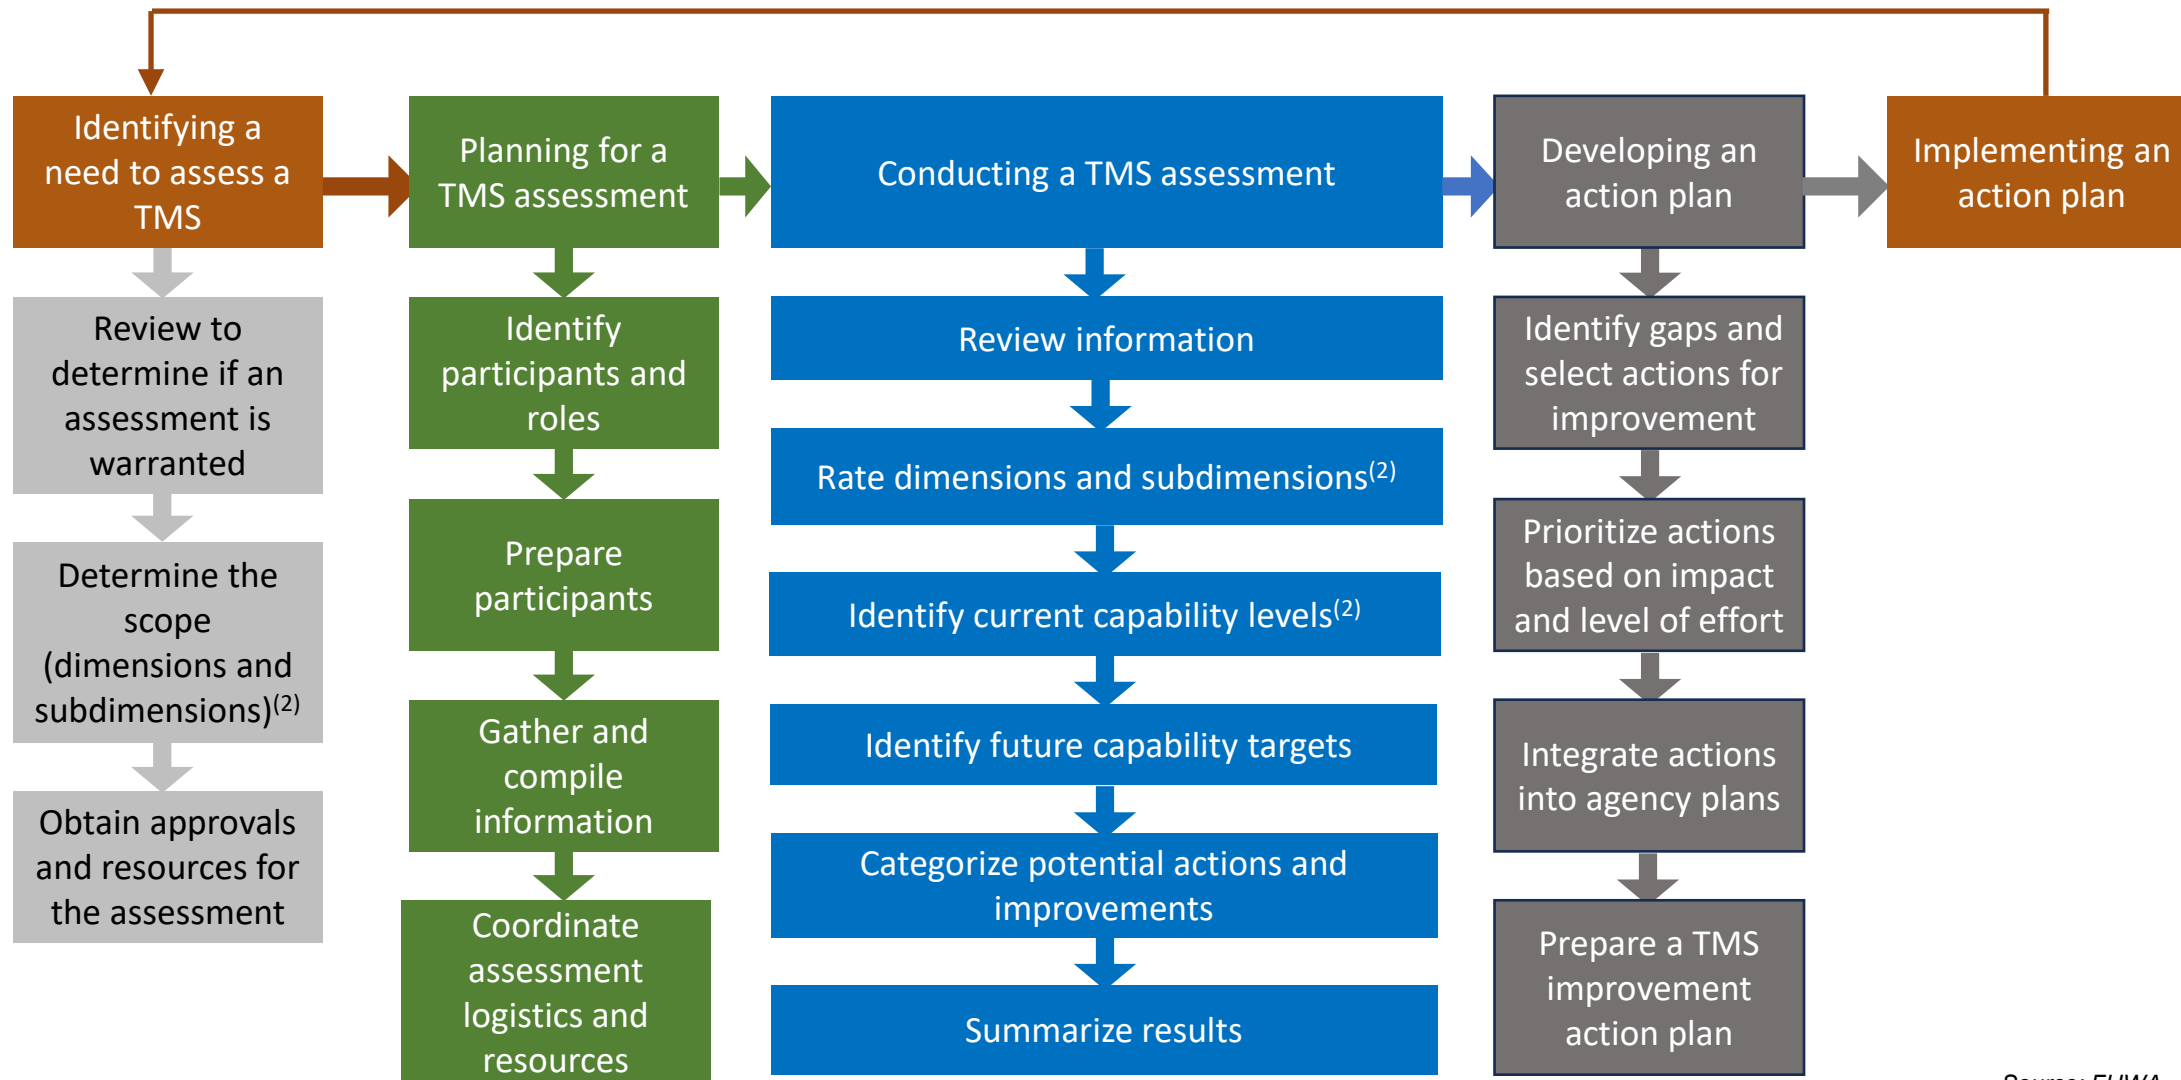 Identifying a
need to assess a
TMS
Planning for a
TMS assessment
Conducting a TMS assessment
Developing an
action plan
Implementing an
action plan
Review to
determine if an
assessment is
warranted
Determine the
scope
(dimensions and
subdimensions)(2)
Obtain approvals
and resources for
the assessment
Identify
participants and
roles
Prepare
participants
Gather and
compile
information
Coordinate
assessment
logistics and
resources
Review information
Rate dimensions and subdimensions(2)
Identify current capability levels(2)
Identify future capability targets
Categorize potential actions and
improvements
Summarize results
Identify gaps and
select actions for
improvement
Prioritize actions
based on impact
and level of effort
Integrate actions
into agency plans
Prepare a TMS
improvement
action plan
Source: FHWA